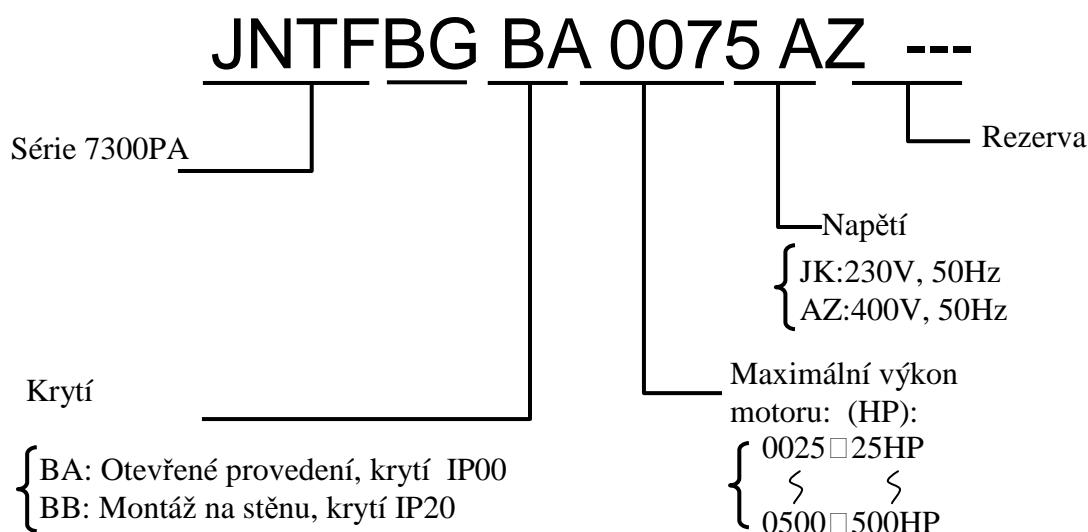 JNTFBG BA 0075 AZ ---
Série 7300PA
Rezerva
Napětí
JK:230V, 50Hz
AZ:400V, 50Hz
Krytí
BA: Otevřené provedení, krytí IP00
BB: Montáž na stěnu, krytí IP20
Maximální výkon
motoru: (HP):
0025□25HP
0500□500HP